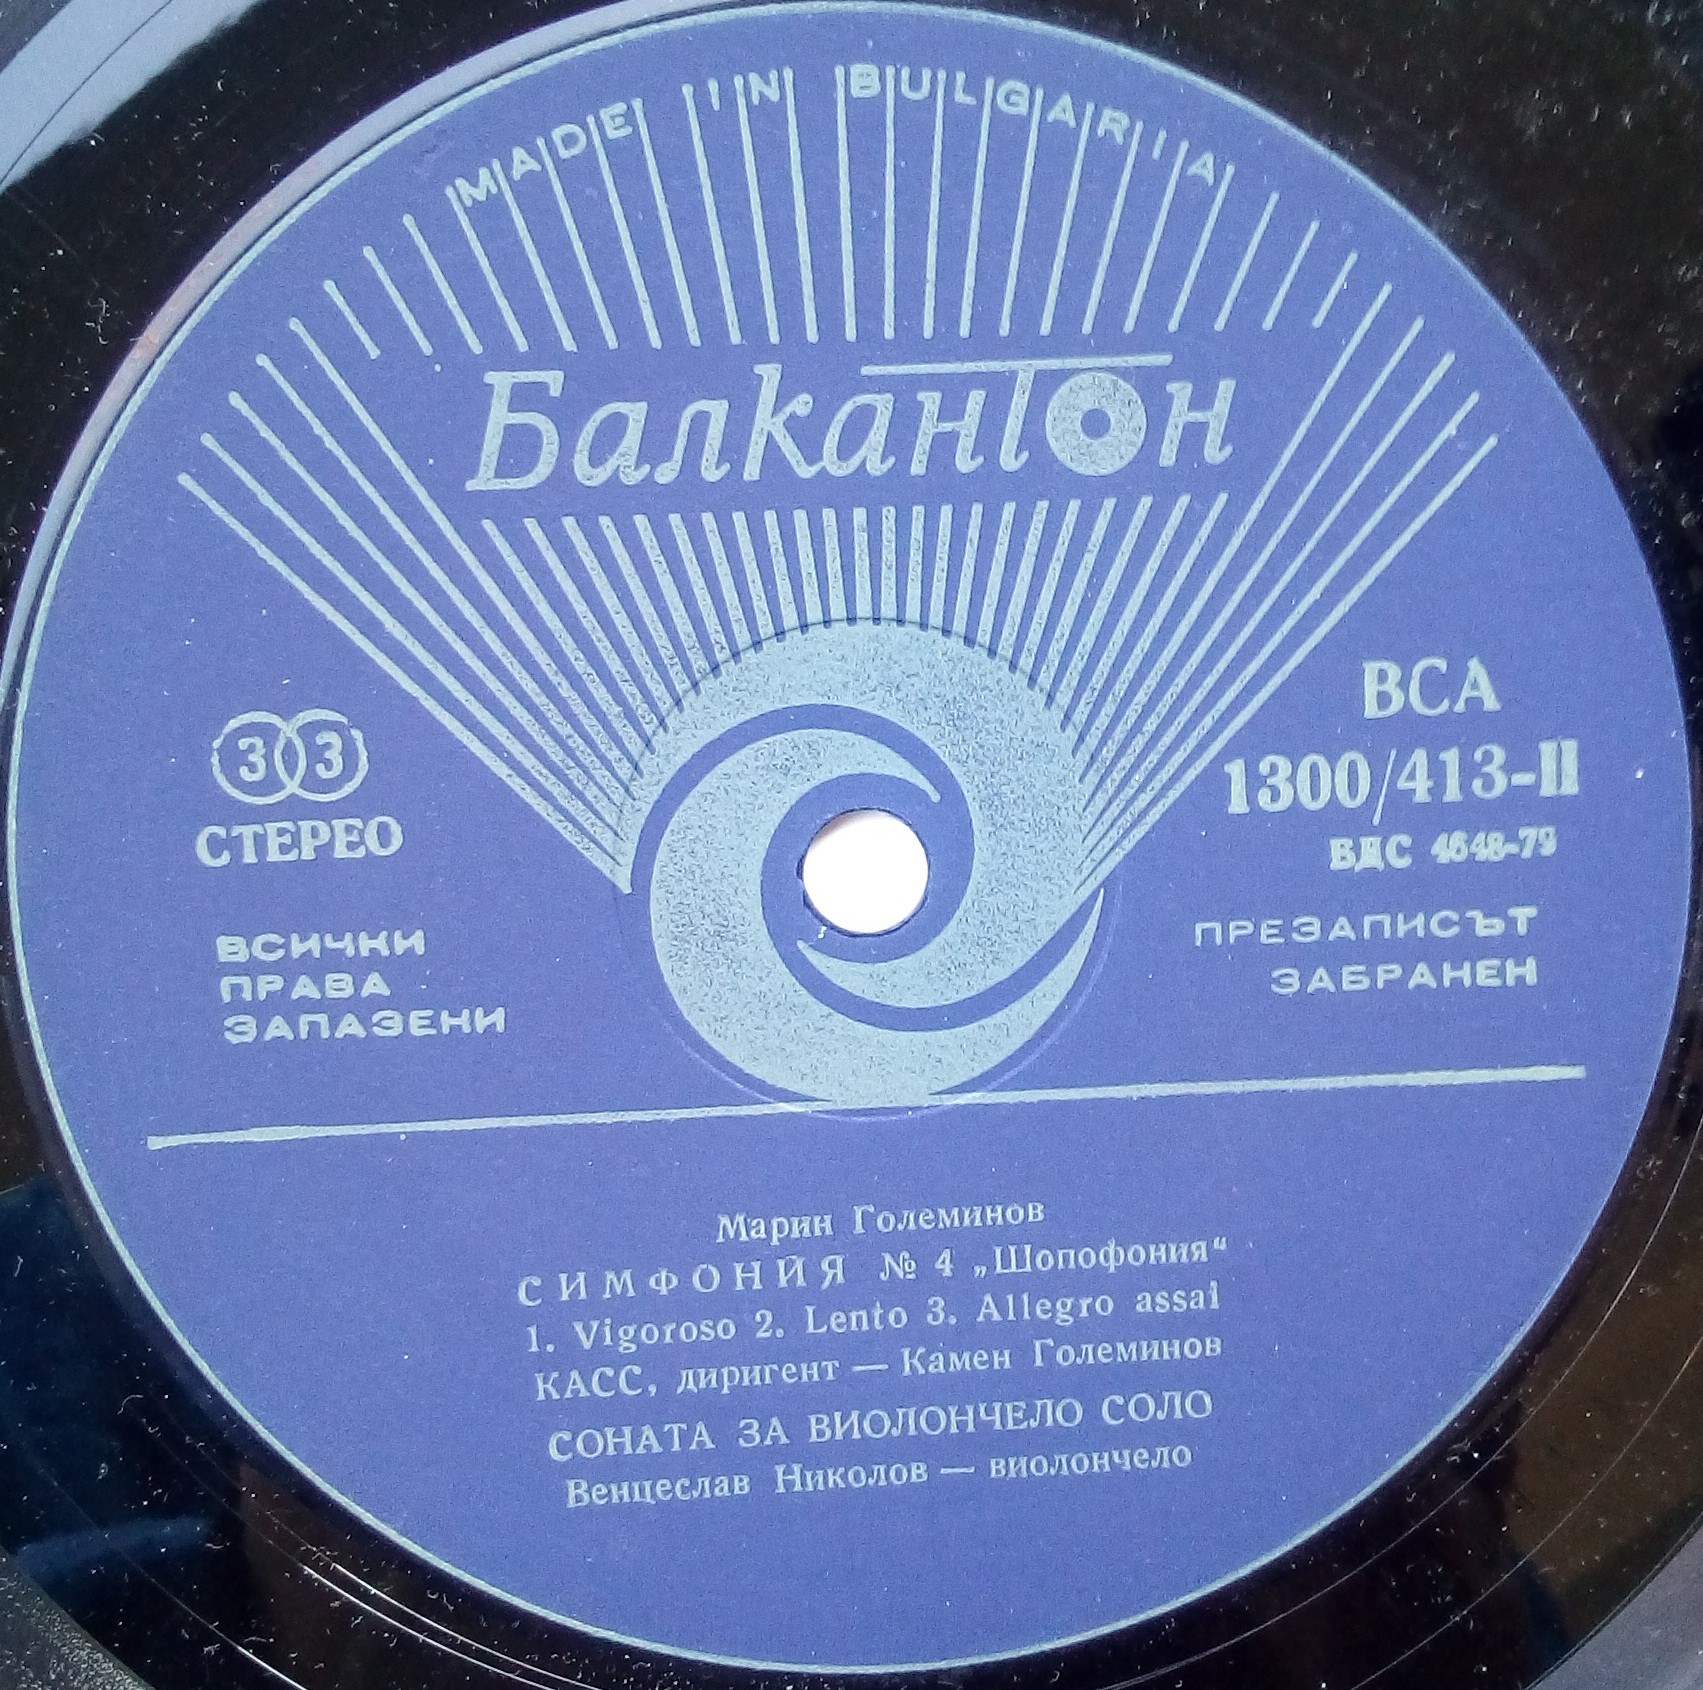 MADE IN BULGARIA
Балкантон
33
СТЕРЕО
ВСИЧКИ
ПРАВА
ЗАПАЗЕНИ
ВСА
1300/413-II
БДС 4648-79
ПРЕЗАПИСЪТ
ЗАБРАНЕН
Марин Големинов
СИМФОНИЯ № 4 „Шопофония“
1. Vigoroso 2. Lento 3. Allegro assai
КАСС, диригент — Камен Големинов
СОНАТА ЗА ВИОЛОНЧЕЛО СОЛО
Венцеслав Николов — виолончело